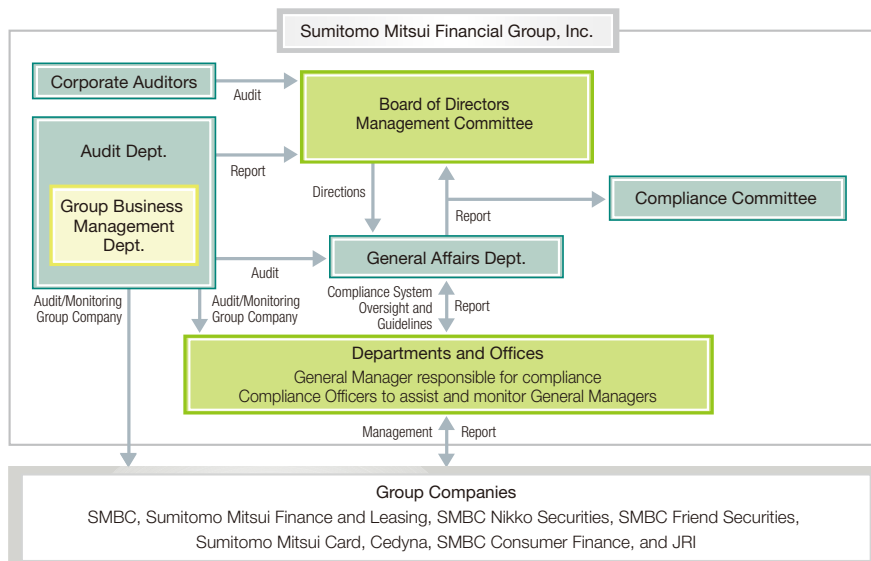 Sumitomo Mitsui Financial Group, Inc.
Corporate Auditors
Audit
Board of Directors
Management Committee
Audit Dept.
Report
Group Business
Management
Dept.
Directions
Report
Compliance Committee
Audit
General Affairs Dept.
Audit/Monitoring
Group Company
Audit/Monitoring
Group Company
Compliance System
Oversight and
Guidelines
Report
Departments and Offices
General Manager responsible for compliance
Compliance Officers to assist and monitor General Managers
Management
Report
Group Companies
SMBC, Sumitomo Mitsui Finance and Leasing, SMBC Nikko Securities, SMBC Friend Securities,
Sumitomo Mitsui Card, Cedyna, SMBC Consumer Finance, and JRI